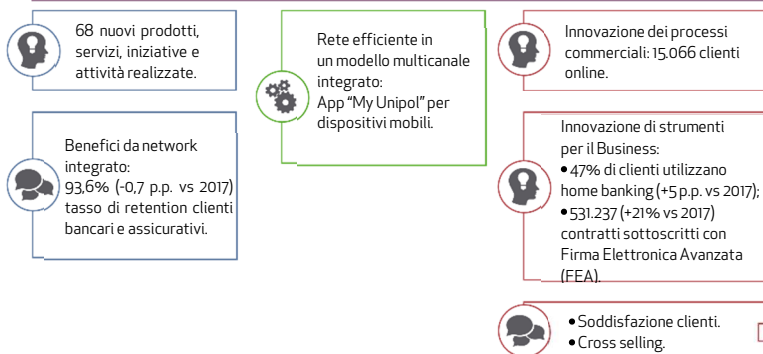 68 nuovi prodotti,
servizi, iniziative e
attività realizzate.
Benefici da network
integrato:
93,6% (-0,7 p.p. vs 2017)
tasso di retention clienti
bancari e assicurativi.
Rete efficiente in
un modello multicanale
integrato:
App “My Unipol” per
dispositivi mobili.
Innovazione dei processi
commerciali: 15.066 clienti
online.
Innovazione di strumenti
per il Business:
• 47% di clienti utilizzano
home banking (+5 p.p. vs 2017);
• 531.237 (+21% vs 2017)
contratti sottoscritti con
Firma Elettronica Avanzata
(FEA).
• Soddisfazione clienti.
• Cross selling.